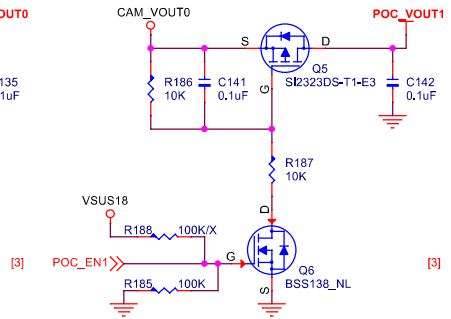 OUT0
CAM_VOUT0
POC_VOUT1
S
D
Q5
SI2323DS-T1-E3
G
135
1uF
R186
10K
C141
0.1uF
C142
0.1uF
R187
10K
VSUS18
D
R188
100K/X
[3]
POC_EN1
G
Q6
BSS138_NL
[3]
R185
100K
S